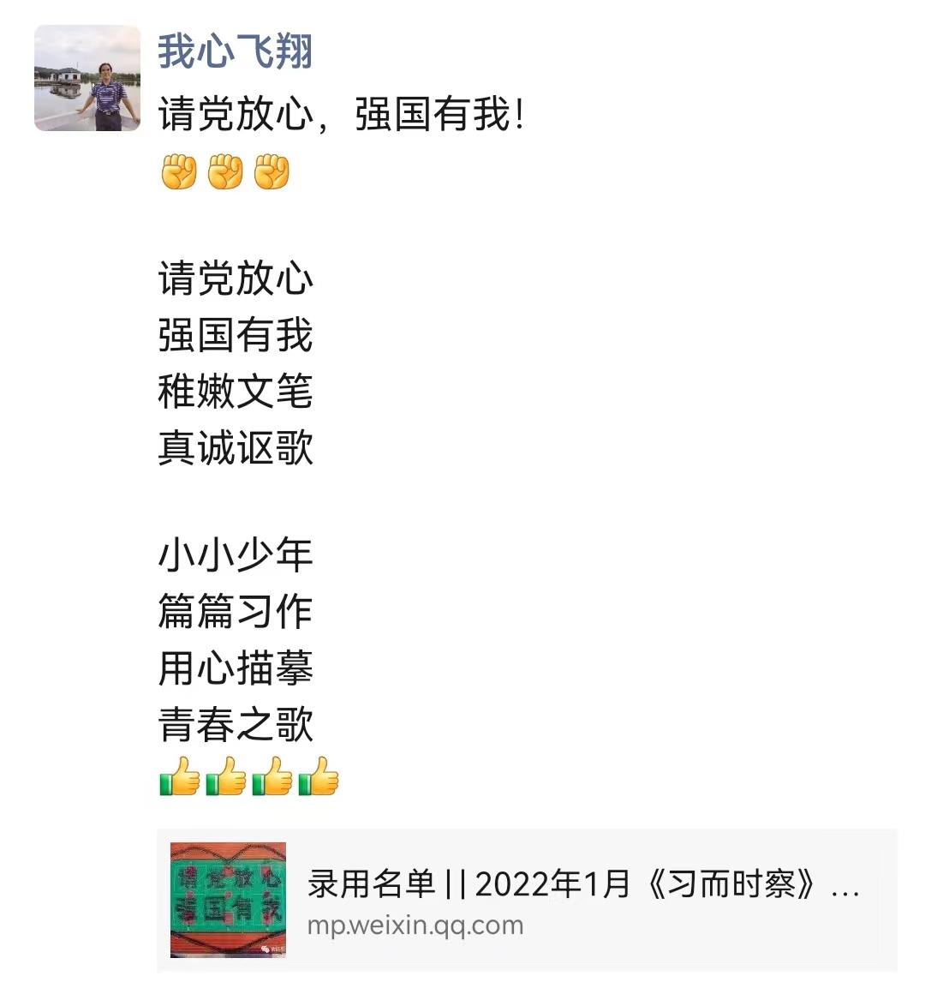 我心飞翔
请党放心，强国有我！
✊✊✊
请党放心
强国有我
稚嫩文笔
真诚讴歌
小小少年
篇篇习作
用心描摹
青春之歌
👍👍👍👍
请党放心
强国有我
录用名单||2022年1月《习而时察》...
mp.weixin.qq.com